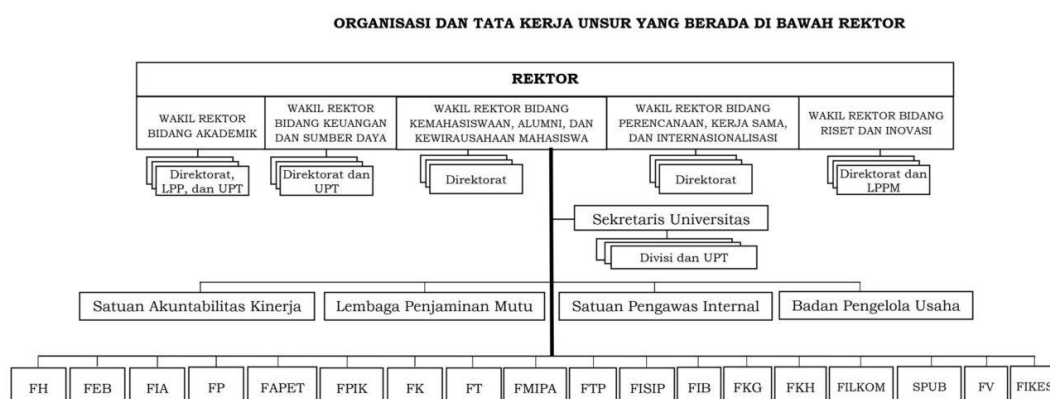 ORGANISASI DAN TATA KERJA UNSUR YANG BERADA DI BAWAH REKTOR
REKTOR
WAKIL REKTOR
BIDANG AKADEMIK
WAKIL REKTOR
BIDANG KEUANGAN
DAN SUMBER DAYA
WAKIL REKTOR BIDANG
KEMAHASISWAAN, ALUMNI, DAN
KEWIRAUSAHAAN MAHASISWA
WAKIL REKTOR BIDANG
PERENCANAAN, KERJA SAMA,
DAN INTERNASIONALISASI
WAKIL REKTOR BIDANG
RISET DAN INOVASI
Direktorat,
LPP, dan UPT
Direktorat dan
UPT
Direktorat
Direktorat
Direktorat dan
LPPM
Sekretaris Universitas
Divisi dan UPT
Satuan Akuntabilitas Kinerja
Lembaga Penjaminan Mutu
Satuan Pengawas Internal
Badan Pengelola Usaha
FH
FEB
FIA
FP
FAPET
FPIK
FK
FT
FMIPA
FTP
FISIP
FIB
FKG
FKH
FILKOM
SPUB
FV
FIKES